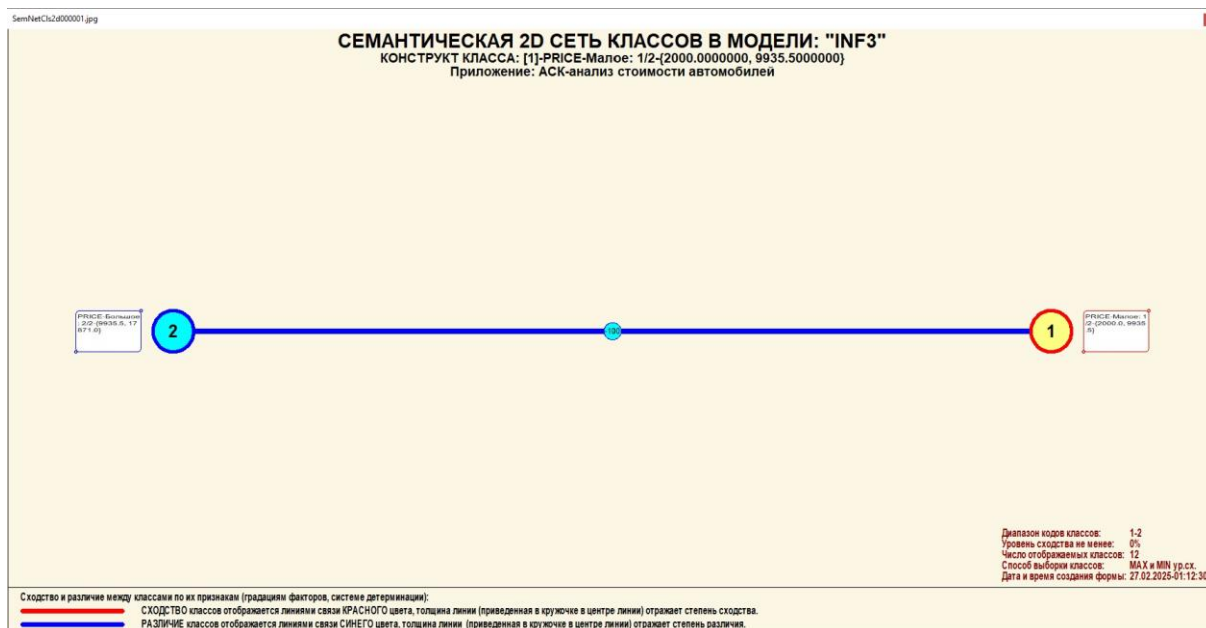 SemNetCls2d000001.jpg
СЕМАНТИЧЕСКАЯ 2D СЕТЬ КЛАССОВ В МОДЕЛИ: "INF3"
КОНСТРУКТ КЛАССА: [1]-PRICE-Малое: 1/2-{2000.0000000, 9935.5000000}
Приложение: АСК-анализ стоимости автомобилей
PRICE-Большое
: 2/2-{9935.5, 17
871.0}
2
-100
1
PRICE-Малое: 1
/2-{2000.0, 9935
.5}
Диапазон кодов классов: 1-2
Уровень сходства не менее: 0%
Число отображаемых классов: 12
Способ выборки классов: MAX и MIN ур.сх.
Дата и время создания формы: 27.02.2025-01:12:30
Сходство и различие между классами по их признакам (градациям факторов, системе детерминации):
СХОДСТВО классов отображается линиями связи КРАСНОГО цвета, толщина линии (приведенная в кружочке в центре линии) отражает степень сходства.
РАЗЛИЧИЕ классов отображается линиями связи СИНЕГО цвета, толщина линии (приведенная в кружочке в центре линии) отражает степень различия.